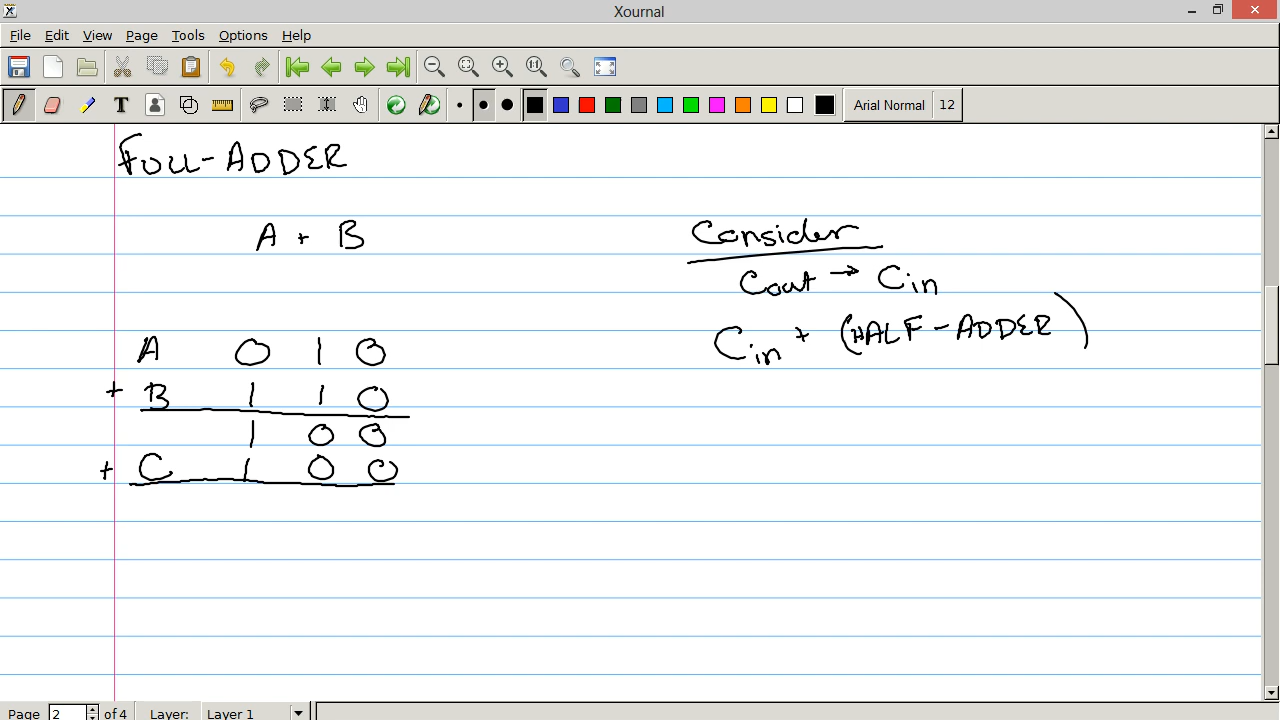 Xournal
File Edit View Page Tools Options Help
T Arial Normal 12
FULL-ADDER
A + B
Consider
Cout → Cin
Cin + (HALF-ADDER)
A 0 1 0
+ B 1 1 0
1 0 0
+ C 1 0 0
Page 2 of 4 Layer: Layer 1